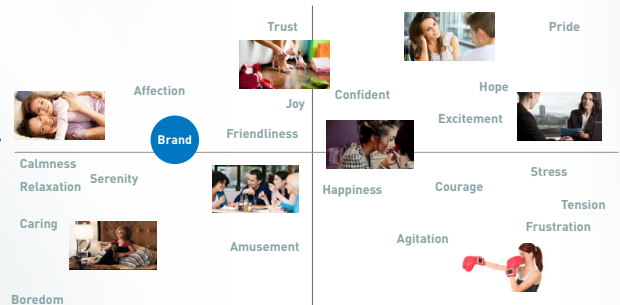 Trust
Pride
Affection
Joy
Confident
Hope
Excitement
Brand
Friendliness
Calmness
Relaxation
Serenity
Happiness
Courage
Stress
Tension
Caring
Frustration
Agitation
Amusement
Boredom